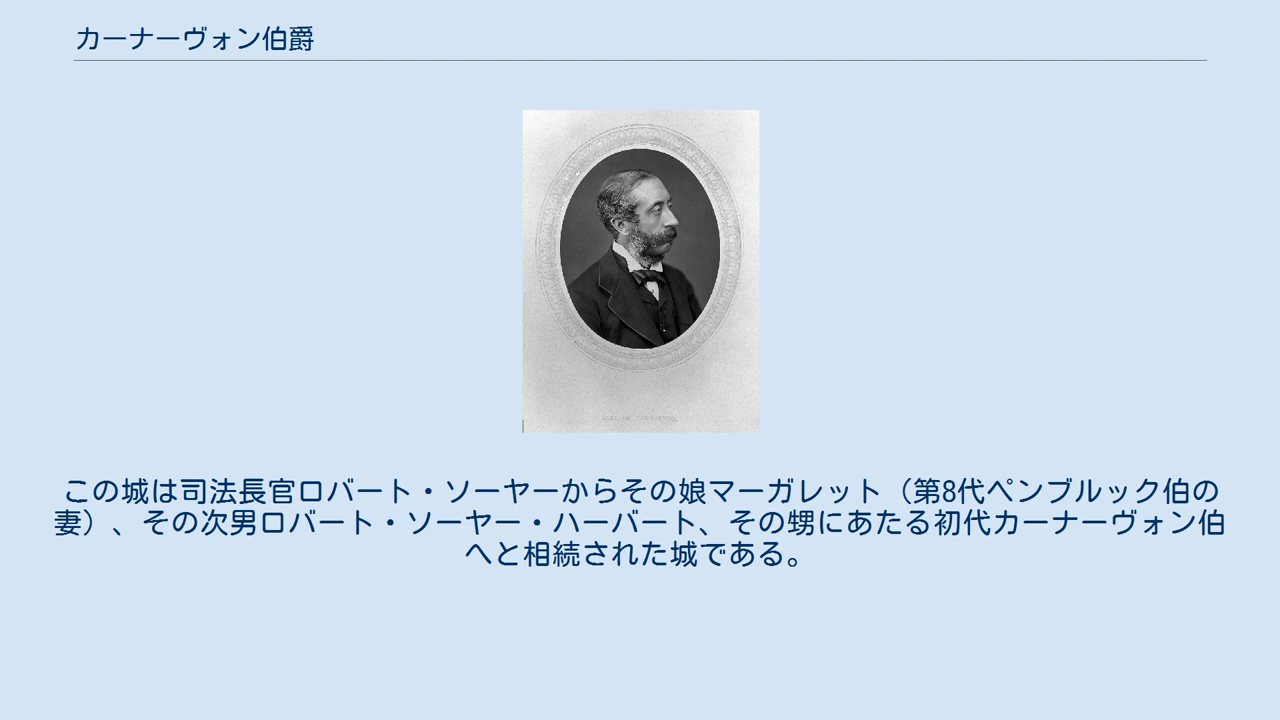 カーナーヴォン伯爵
この城は司法長官ロバート・ソーヤーからその娘マーガレット（第8代ペンブルック伯の
妻）、その次男ロバート・ソーヤー・ハーバート、その甥にあたる初代カーナーヴォン伯
へと相続された城である。